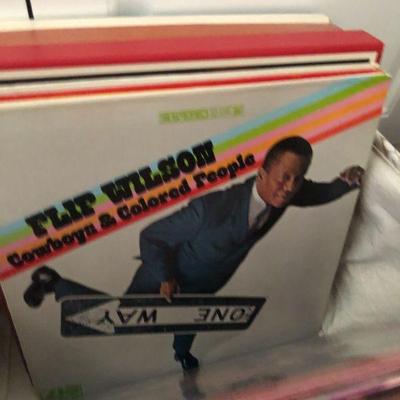 FLIP WILSON
Cowboys & Colored People
ONE WAY